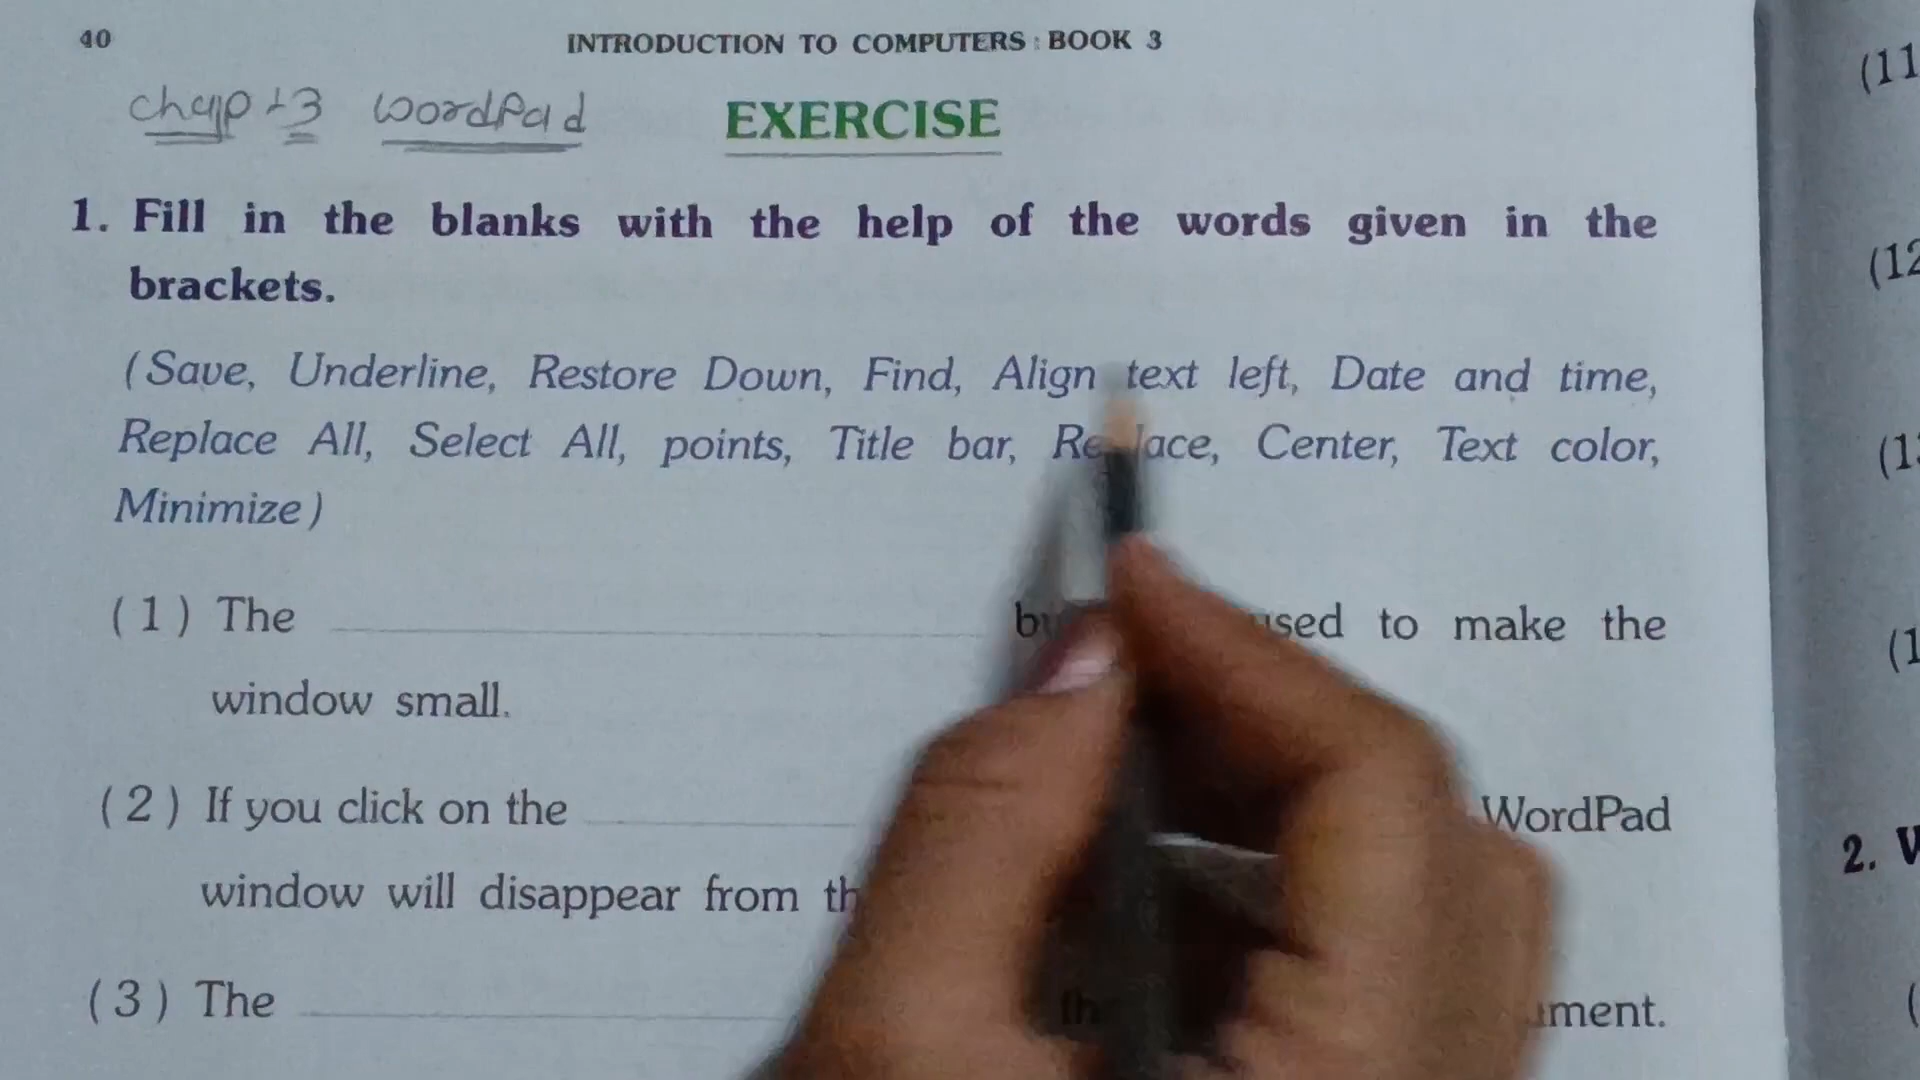 40
INTRODUCTION TO COMPUTERS : BOOK 3
chap-3 WordPad
EXERCISE
1. Fill in the blanks with the help of the words given in the
brackets.
(Save, Underline, Restore Down, Find, Align text left, Date and time,
Replace All, Select All, points, Title bar, Center, Text color,
Minimize)
(1) The used to make the
window small.
(2) If you click on the WordPad
window will disappear from
(3) The
(11
(12
2.